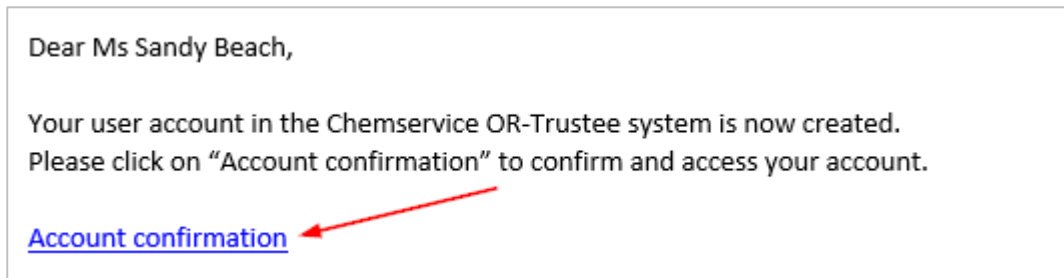 Dear Ms Sandy Beach,
Your user account in the Chemservice OR-Trustee system is now created.
Please click on “Account confirmation” to confirm and access your account.
Account confirmation